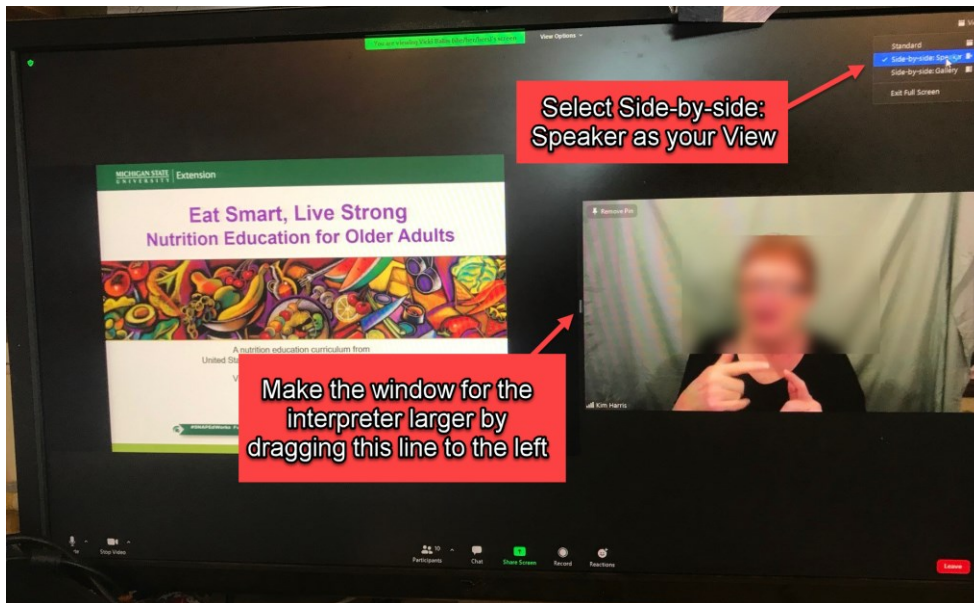 View Options
Standard
✓ Side-by-side: Speaker
Side-by-side: Gallery
Exit Full Screen
Select Side-by-side:
Speaker as your View
MICHIGAN STATE
UNIVERSITY
Extension
Eat Smart, Live Strong
Nutrition Education for Older Adults
Remove Pin
A nutrition education curriculum from
United
Make the window for the
interpreter larger by
dragging this line to the left
Kim Harris
Stop Video
Participants
10
Chat
Share Screen
Record
Reactions
Leave